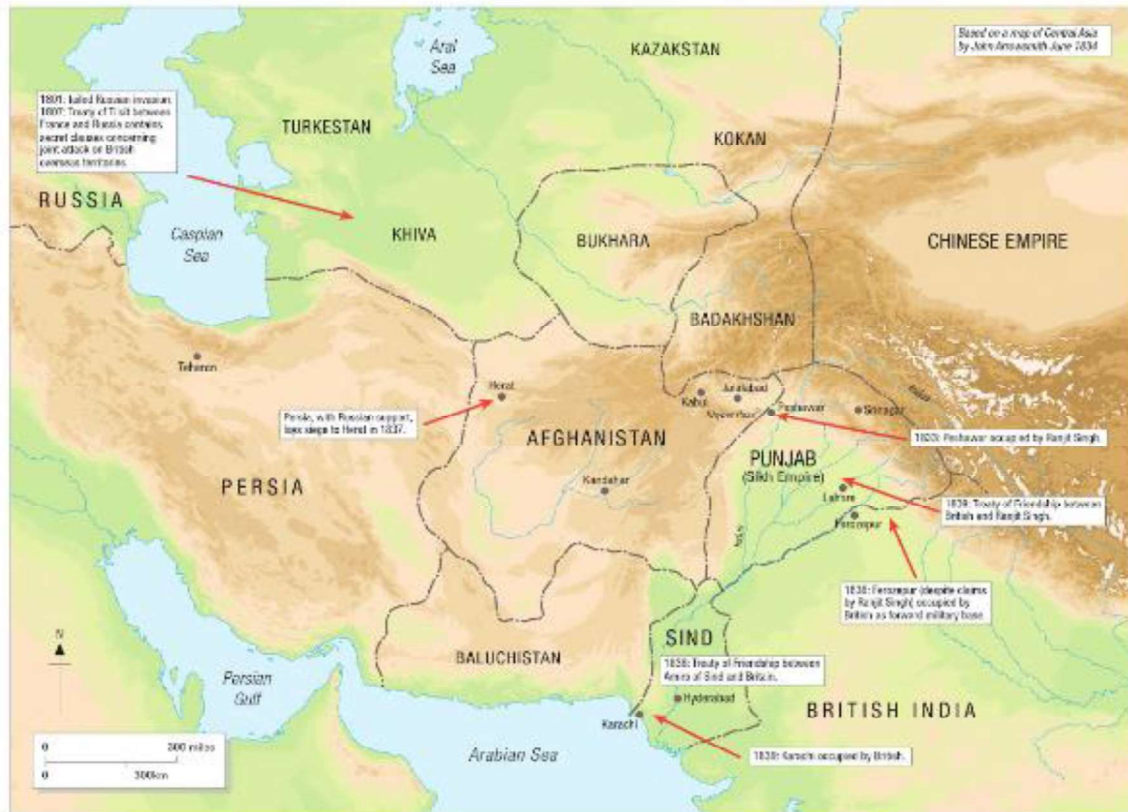 Based on a map of Central Asia
by John Arrowsmith June 1834
Aral
Sea
KAZAKSTAN
1801: failed Russian invasion.
1807: Treaty of Tilsit between
France and Russia contains
secret clauses concerning
joint attack on British
overseas territories.
TURKESTAN
KOKAN
RUSSIA
Caspian
Sea
KHIVA
BUKHARA
CHINESE EMPIRE
BADAKHSHAN
Teheran
Herat
Kabul
Jalalabad
Khyber Pass
Peshawar
Srinagar
Indus
Persia, with Russian support,
lays siege to Herat in 1837.
AFGHANISTAN
1833: Peshawar occupied by Ranjit Singh.
PUNJAB
(Sikh Empire)
PERSIA
Kandahar
Lahore
Ferozepur
Treaty of Friendship between
British and Ranjit Singh.
Indus
1838: Ferozepur (despite claims
by Ranjit Singh) occupied by
British as forward military base.
N
SIND
BALUCHISTAN
1838: Treaty of Friendship between
Amirs of Sind and Britain.
Persian
Gulf
Hyderabad
BRITISH INDIA
Karachi
0 300 miles
0 300km
Arabian Sea
1839: Karachi occupied by British.